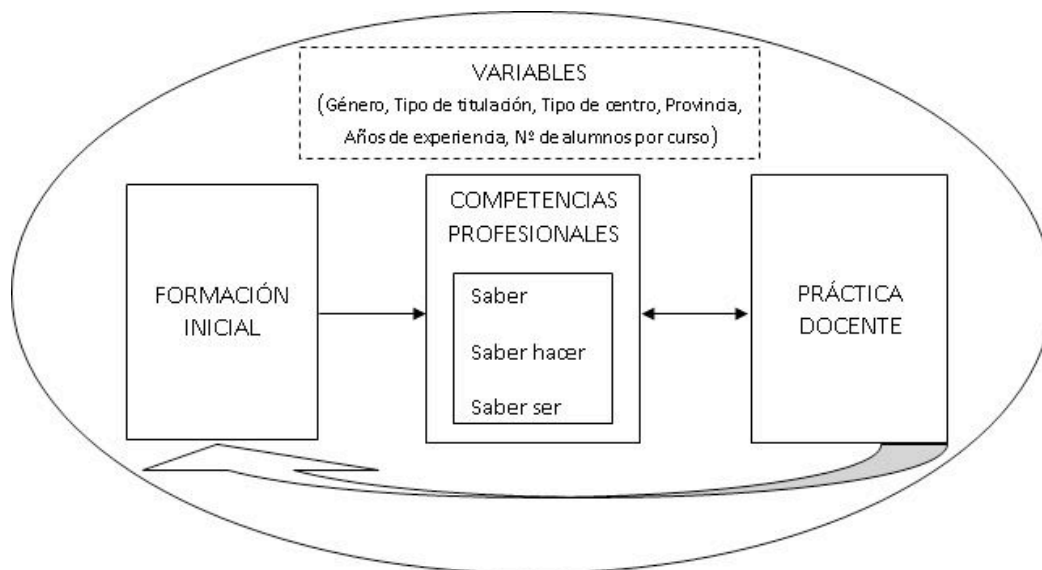 VARIABLES
(Género, Tipo de titulación, Tipo de centro, Provincia,
Años de experiencia, Nº de alumnos por curso)
FORMACIÓN
INICIAL
COMPETENCIAS
PROFESIONALES
Saber
Saber hacer
Saber ser
PRÁCTICA
DOCENTE